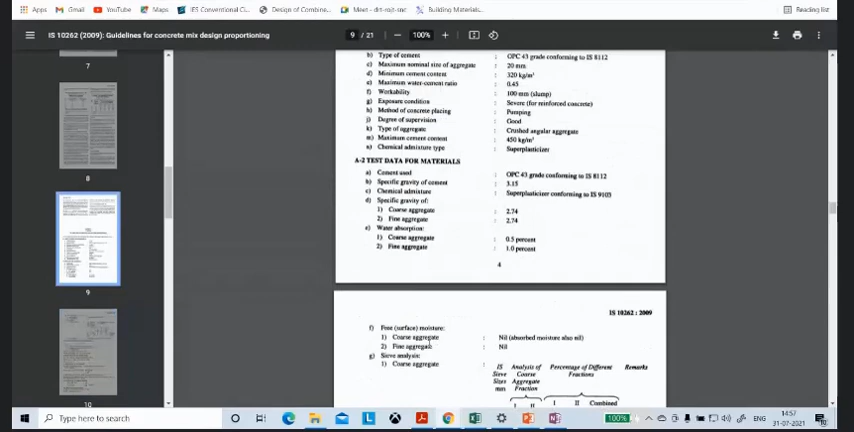 Apps Gmail YouTube Maps IES Conventional Cl... Design of Combine... Meet - drt-rsjt-snc Building Materials... Reading list
IS 10262 (2009): Guidelines for concrete mix design proportioning 9 / 21 100%
7
8
9
10
b) Type of cement : OPC 43 grade conforming to IS 8112
c) Maximum nominal size of aggregate : 20 mm
d) Minimum cement content : 320 kg/m³
e) Maximum water-cement ratio : 0.45
f) Workability : 100 mm (slump)
g) Exposure condition : Severe (for reinforced concrete)
h) Method of concrete placing : Pumping
j) Degree of supervision : Good
k) Type of aggregate : Crushed angular aggregate
m) Maximum cement content : 450 kg/m³
n) Chemical admixture type : Superplasticizer
A-2 TEST DATA FOR MATERIALS
a) Cement used : OPC 43 grade conforming to IS 8112
b) Specific gravity of cement : 3.15
c) Chemical admixture : Superplasticizer conforming to IS 9103
d) Specific gravity of:
1) Coarse aggregate : 2.74
2) Fine aggregate : 2.74
e) Water absorption:
1) Coarse aggregate : 0.5 percent
2) Fine aggregate : 1.0 percent
4
IS 10262 : 2009
f) Free (surface) moisture:
1) Coarse aggregate : Nil (absorbed moisture also nil)
2) Fine aggregate : Nil
g) Sieve analysis:
1) Coarse aggregate :
IS Sieve Sizes mm Analysis of Coarse Aggregate Fraction Percentage of Different Fractions Remarks
I II I II Combined
Type here to search 100% ENG 14:57
31-07-2021